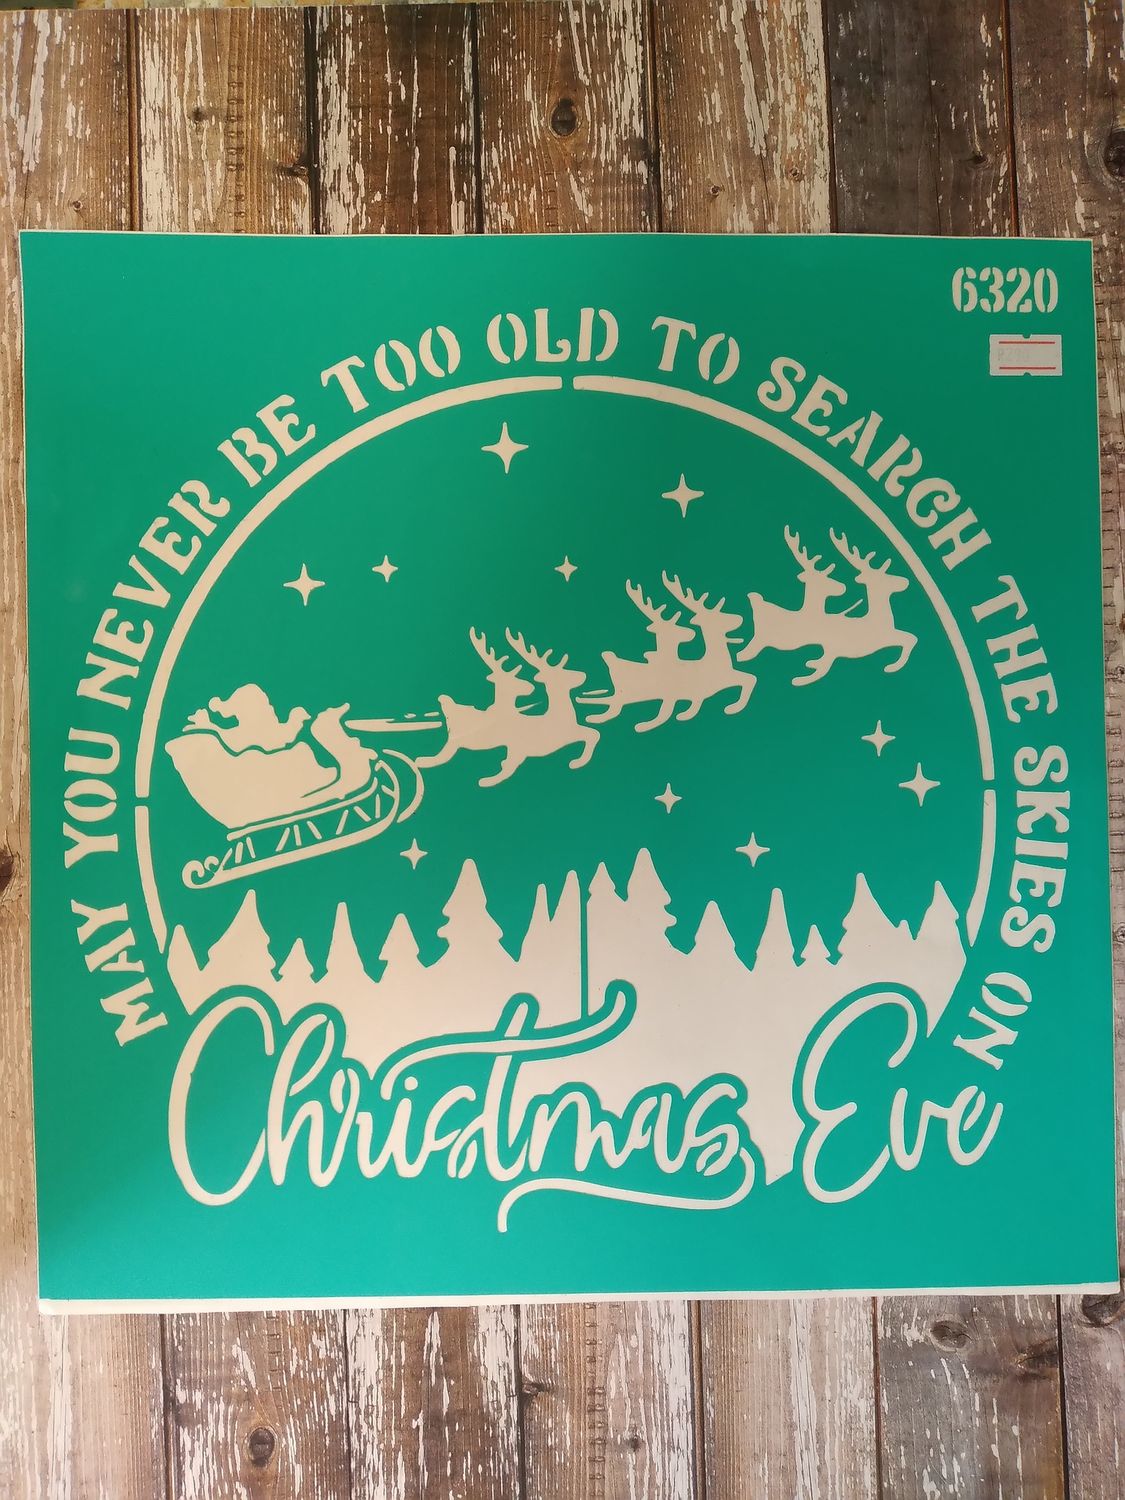 6320
MAY YOU NEVER BE TOO OLD TO SEARCH THE SKIES ON
Christmas Eve